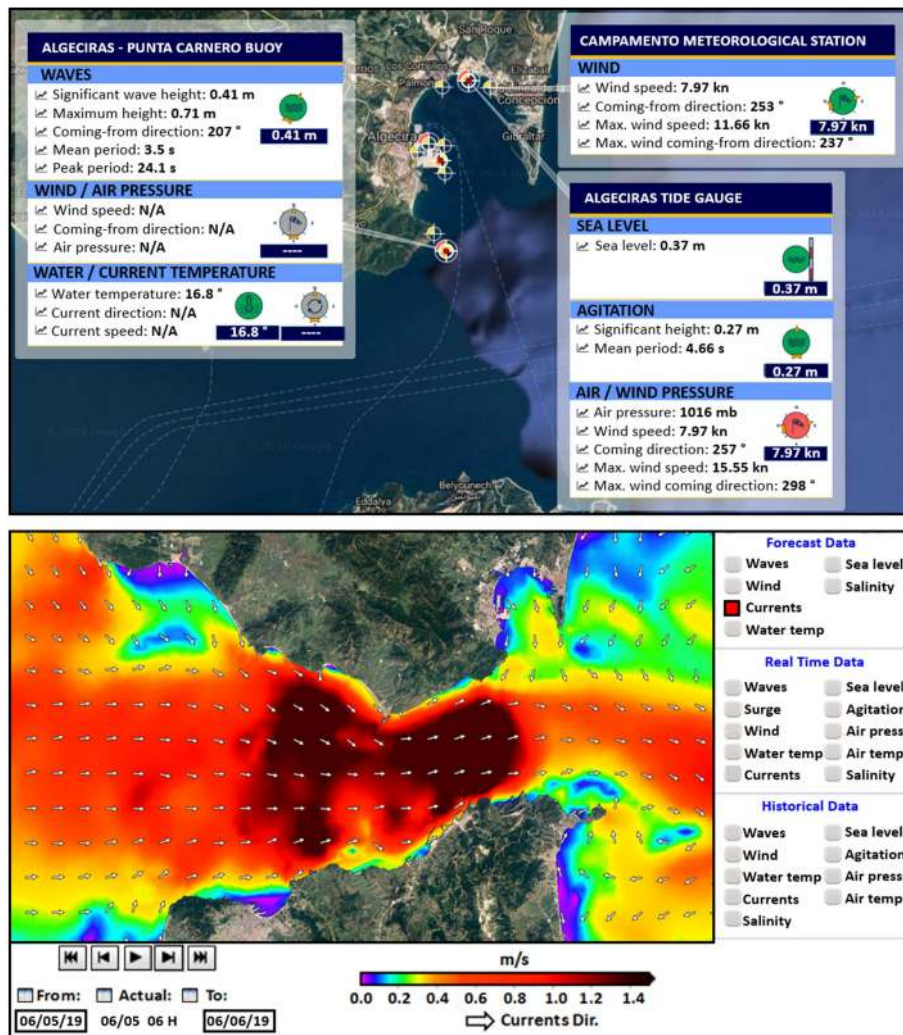 San Roque
Los Cortijillos
Palmones
El Zabal
Concepción
Algeciras
Gibraltar
ALGECIRAS - PUNTA CARNERO BUOY
WAVES
Significant wave height: 0.41 m
Maximum height: 0.71 m
Coming-from direction: 207 °
Mean period: 3.5 s
Peak period: 24.1 s
0.41 m
WIND / AIR PRESSURE
Wind speed: N/A
Coming-from direction: N/A
Air pressure: N/A
----
WATER / CURRENT TEMPERATURE
Water temperature: 16.8 °
Current direction: N/A
Current speed: N/A
16.8 °
----
CAMPAMENTO METEOROLOGICAL STATION
WIND
Wind speed: 7.97 kn
Coming-from direction: 253 °
Max. wind speed: 11.66 kn
Max. wind coming-from direction: 237 °
7.97 kn
ALGECIRAS TIDE GAUGE
SEA LEVEL
Sea level: 0.37 m
0.37 m
AGITATION
Significant height: 0.27 m
Mean period: 4.66 s
0.27 m
AIR / WIND PRESSURE
Air pressure: 1016 mb
Wind speed: 7.97 kn
Coming direction: 257 °
Max. wind speed: 15.55 kn
Max. wind coming direction: 298 °
7.97 kn
Belyounech
Eddalya
Forecast Data
Waves Sea level
Wind Salinity
Currents
Water temp
Real Time Data
Waves Sea level
Surge Agitation
Wind Air press
Water temp Air temp
Currents Salinity
Historical Data
Waves Sea level
Wind Agitation
Water temp Air press
Currents Air temp
Salinity
m/s
0.0 0.2 0.4 0.6 0.8 1.0 1.2 1.4
Currents Dir.
From: Actual: To:
06/05/19 06/05 06 H 06/06/19